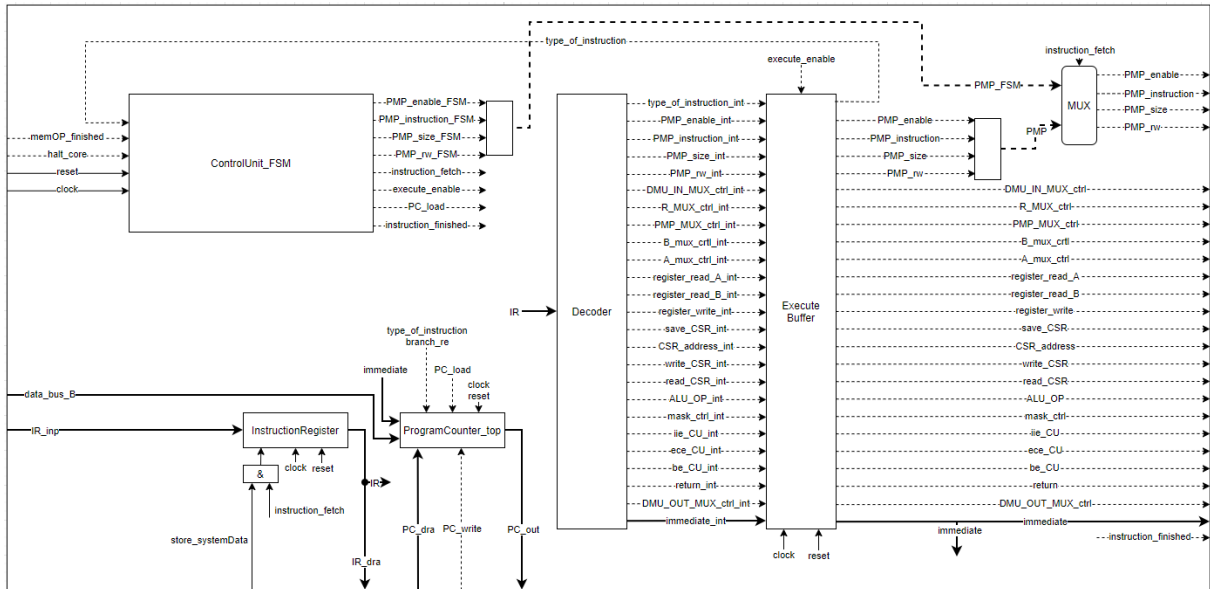 type_of_instruction
memOP_finished
halt_core
reset
clock
ControlUnit_FSM
PMP_enable_FSM
PMP_instruction_FSM
PMP_size_FSM
PMP_rw_FSM
instruction_fetch
execute_enable
PC_load
instruction_finished
execute_enable
PMP_FSM
instruction_fetch
MUX
PMP
PMP_enable
PMP_instruction
PMP_size
PMP_rw
IR
Decoder
type_of_instruction_int
PMP_enable_int
PMP_instruction_int
PMP_size_int
PMP_rw_int
DMU_IN_MUX_ctrl_int
R_MUX_ctrl_int
PMP_MUX_ctrl_int
B_mux_crtl_int
A_mux_ctrl_int
register_read_A_int
register_read_B_int
register_write_int
save_CSR_int
CSR_address_int
write_CSR_int
read_CSR_int
ALU_OP_int
mask_ctrl_int
iie_CU_int
ece_CU_int
be_CU_int
return_int
DMU_OUT_MUX_ctrl_int
immediate_int
Execute
Buffer
clock
reset
PMP_enable
PMP_instruction
PMP_size
PMP_rw
DMU_IN_MUX_ctrl
R_MUX_ctrl
PMP_MUX_ctrl
B_mux_crtl
A_mux_ctrl
register_read_A
register_read_B
register_write
save_CSR
CSR_address
write_CSR
read_CSR
ALU_OP
mask_ctrl
iie_CU
ece_CU
be_CU
return
DMU_OUT_MUX_ctrl
immediate
immediate
instruction_finished
type_of_instruction
branch_re
immediate
PC_load
clock
reset
data_bus_B
IR_inp
InstructionRegister
ProgramCounter_top
clock
reset
&
instruction_fetch
IR
store_systemData
IR_dra
PC_dra
PC_write
PC_out